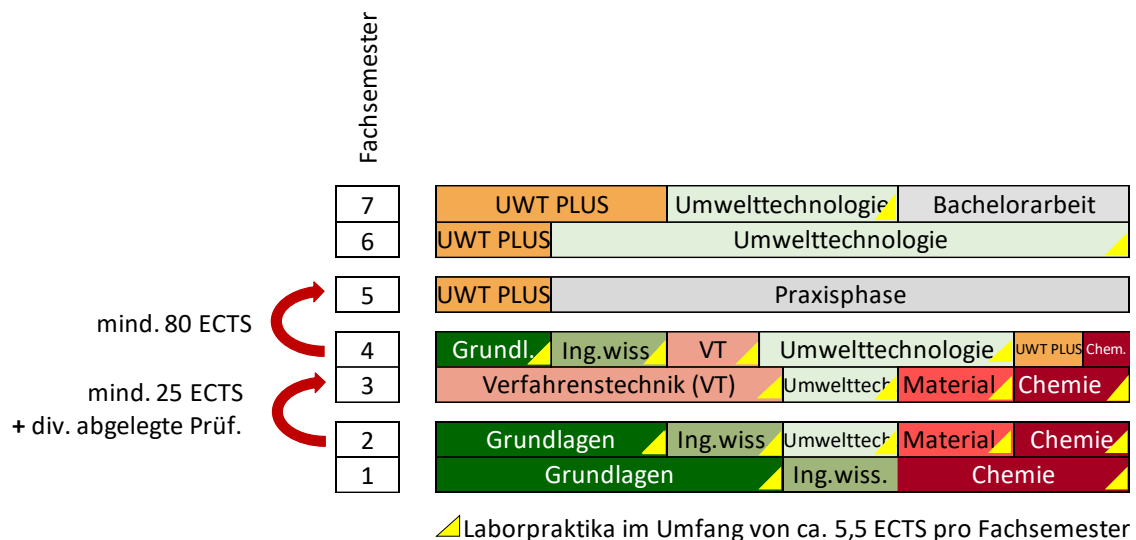 Fachsemester
7 UWT PLUS Umwelttechnologie Bachelorarbeit
6 UWT PLUS Umwelttechnologie
5 UWT PLUS Praxisphase
mind. 80 ECTS
4 Grundl. Ing.wiss VT Umwelttechnologie UWT PLUS Chem.
3 Verfahrenstechnik (VT) Umwelttech Material Chemie
mind. 25 ECTS
+ div. abgelegte Prüf.
2 Grundlagen Ing.wiss Umwelttech Material Chemie
1 Grundlagen Ing.wiss. Chemie
Laborpraktika im Umfang von ca. 5,5 ECTS pro Fachsemester